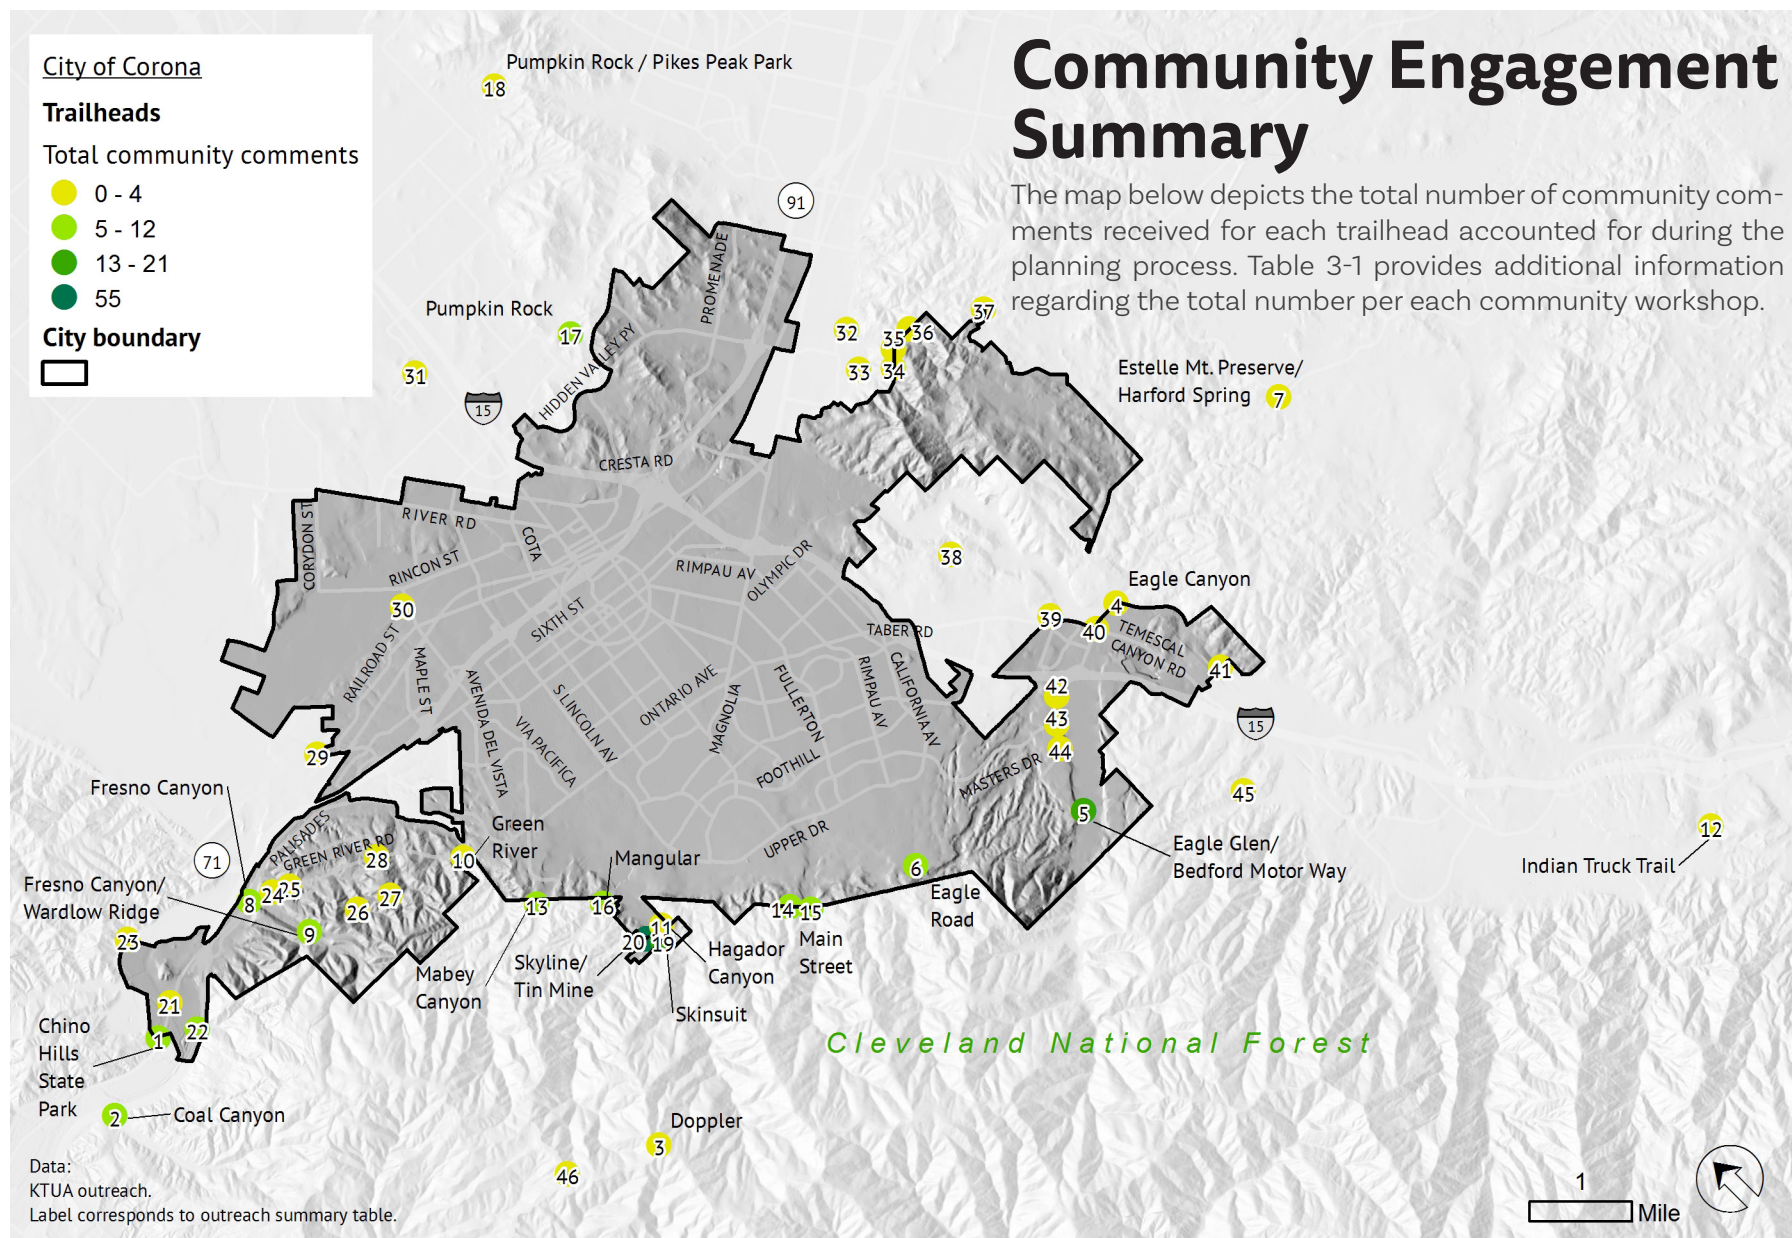 City of Corona
Trailheads
Total community comments
0 - 4
5 - 12
13 - 21
55
City boundary
Community Engagement
Summary
The map below depicts the total number of community com-
ments received for each trailhead accounted for during the
planning process. Table 3-1 provides additional information
regarding the total number per each community workshop.
Pumpkin Rock / Pikes Peak Park
18
91
PROMENADE
Pumpkin Rock
17
HIDDEN VALLEY PY
31
15
32
33
35
36
34
37
Estelle Mt. Preserve/
Harford Spring
7
CRESTA RD
CORYDON ST
RIVER RD
COTA
RINCON ST
30
RIMPAU AV
OLYMPIC DR
38
Eagle Canyon
4
39
40
TEMESCAL
CANYON RD
41
SIXTH ST
TABER RD
RAILROAD ST
MAPLE ST
AVENIDA DEL VISTA
VIA PACIFICA
S LINCOLN AV
ONTARIO AVE
MAGNOLIA
FULLERTON
RIMPAU AV
CALIFORNIA AV
FOOTHILL
42
43
44
MASTERS DR
15
29
45
Fresno Canyon
5
12
PALISADES
GREEN RIVER RD
28
Green
River
10
UPPER DR
Mangular
Eagle Glen/
Bedford Motor Way
Indian Truck Trail
71
Fresno Canyon/
Wardlow Ridge
24
25
8
26
27
9
13
16
14
15
6
Eagle
Road
23
20
11
19
Hagador
Canyon
Main
Street
Mabey
Canyon
Skyline/
Tin Mine
Skinsuit
21
22
1
Chino
Hills
State
Park
Cleveland National Forest
2
Coal Canyon
Doppler
3
46
Data:
KTUA outreach.
Label corresponds to outreach summary table.
1
Mile